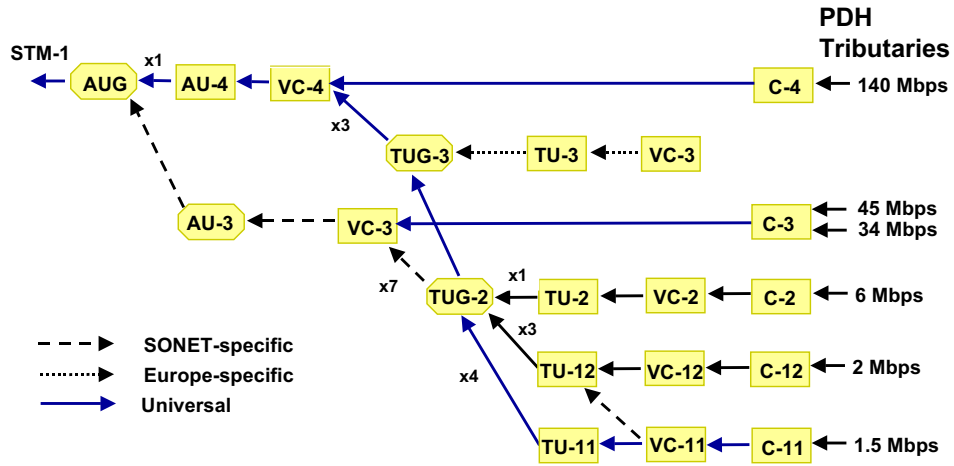 PDH
Tributaries
STM-1
x1
AUG
AU-4
VC-4
C-4
140 Mbps
x3
TUG-3
TU-3
VC-3
AU-3
VC-3
C-3
45 Mbps
34 Mbps
x7
TUG-2
x1
TU-2
VC-2
C-2
6 Mbps
x3
SONET-specific
Europe-specific
Universal
x4
TU-12
VC-12
C-12
2 Mbps
TU-11
VC-11
C-11
1.5 Mbps